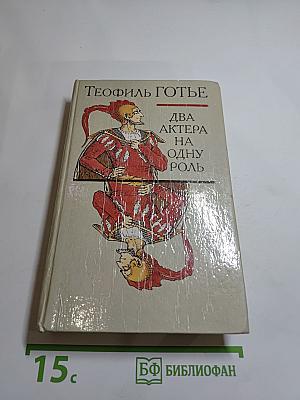 ТЕОФИЛЬ ГОТЬЕ
ДВА
АКТЕРА
НА
ОДНУ
РОЛЬ
15с
БФ БИБЛИОФАН